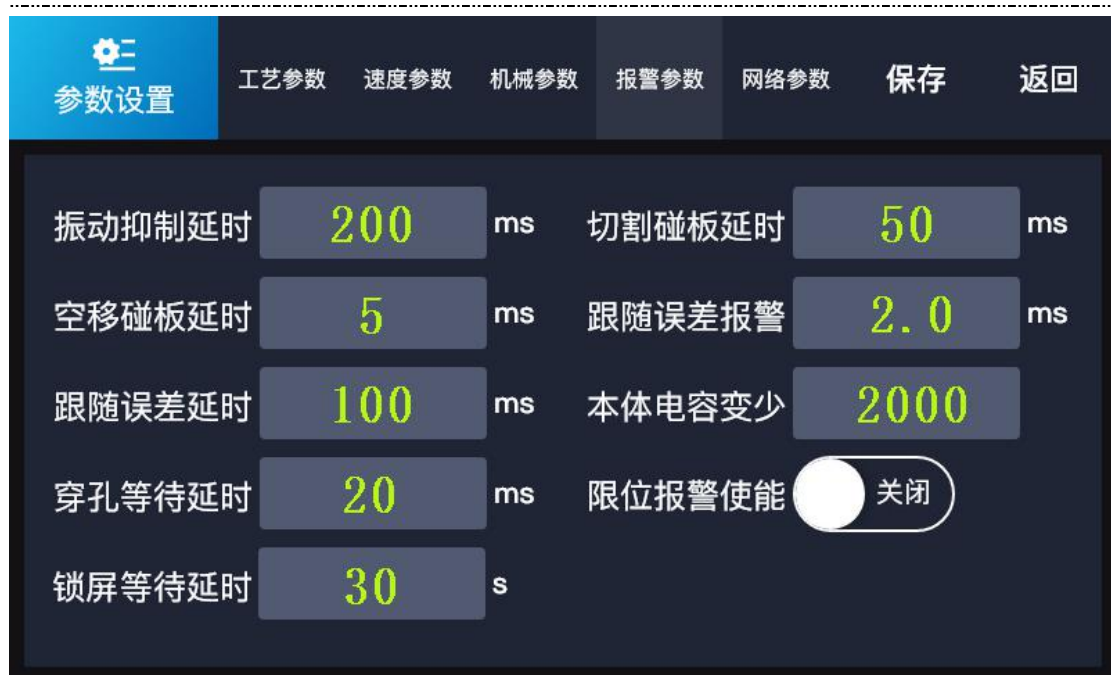 参数设置 工艺参数 速度参数 机械参数 报警参数 网络参数 保存 返回
振动抑制延时 200 ms 切割碰板延时 50 ms
空移碰板延时 5 ms 跟随误差报警 2.0 ms
跟随误差延时 100 ms 本体电容变少 2000
穿孔等待延时 20 ms 限位报警使能 关闭
锁屏等待延时 30 s